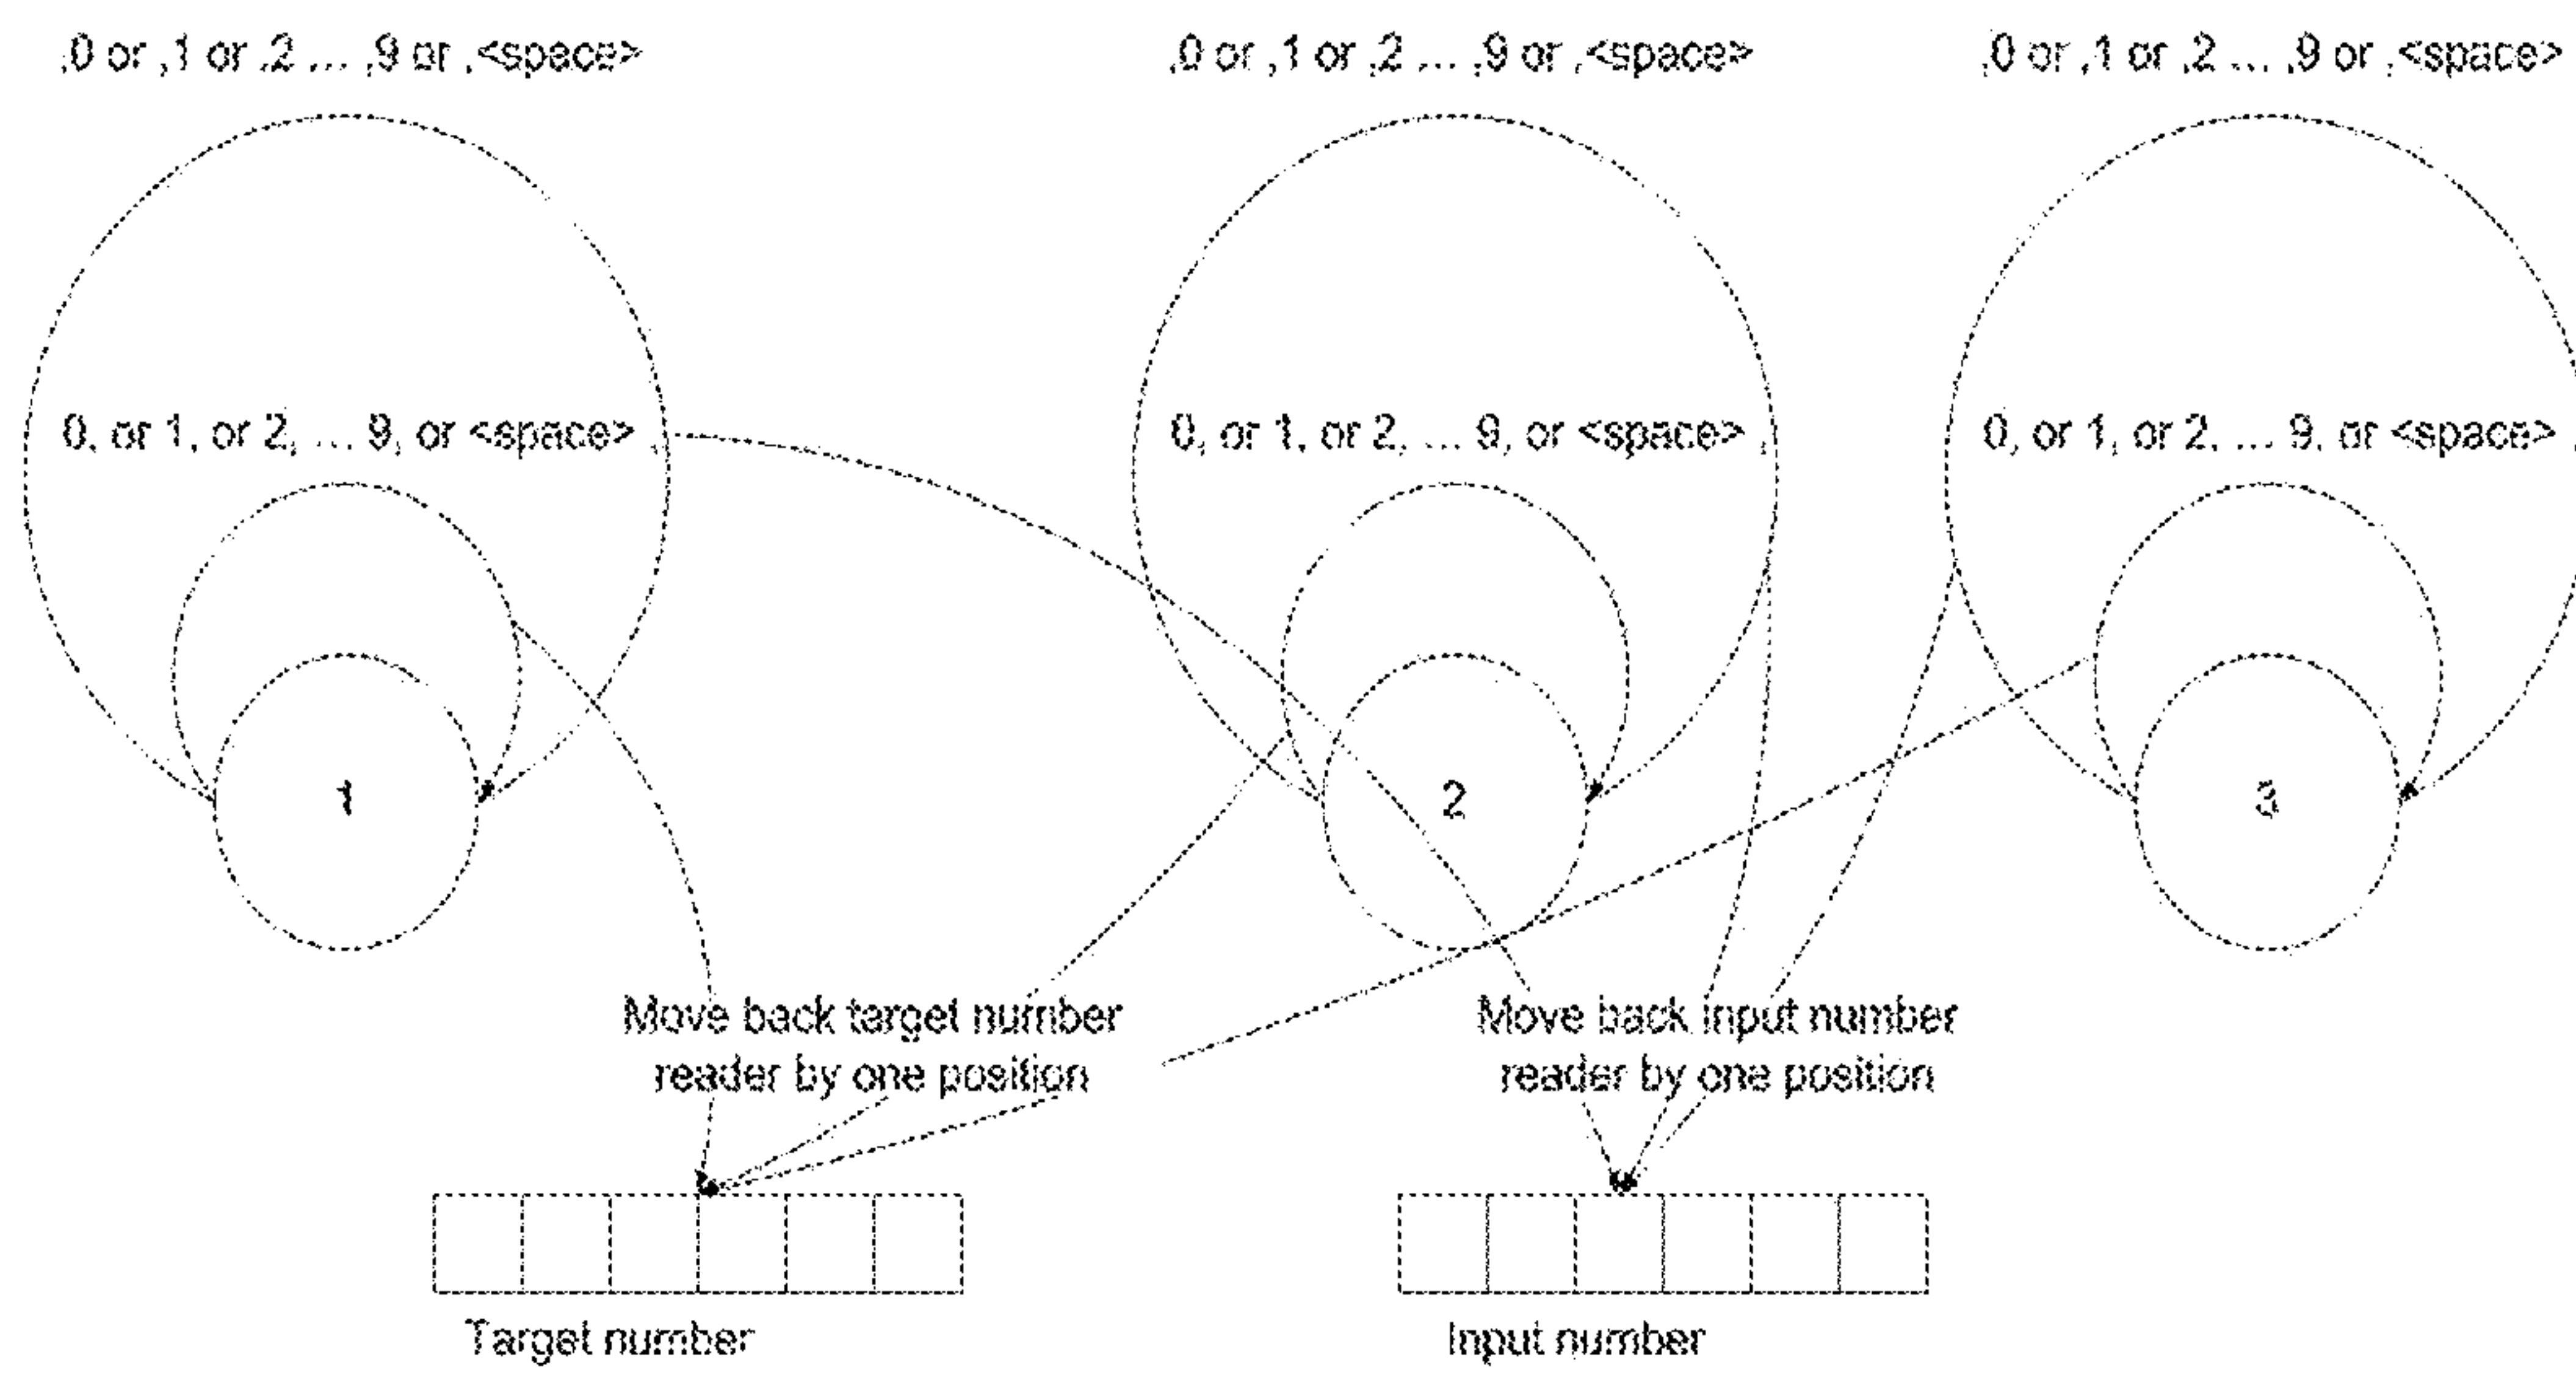 ,0 or ,1 or ,2 ... ,9 or ,<space>
,0 or ,1 or ,2 ... ,9 or ,<space>
,0 or ,1 or ,2 ... ,9 or ,<space>
0, or 1, or 2, ... 9, or <space> ,
0, or 1, or 2, ... 9, or <space> ,
0, or 1, or 2, ... 9, or <space> ,
1
2
3
Move back target number
reader by one position
Move back input number
reader by one position
Target number
Input number